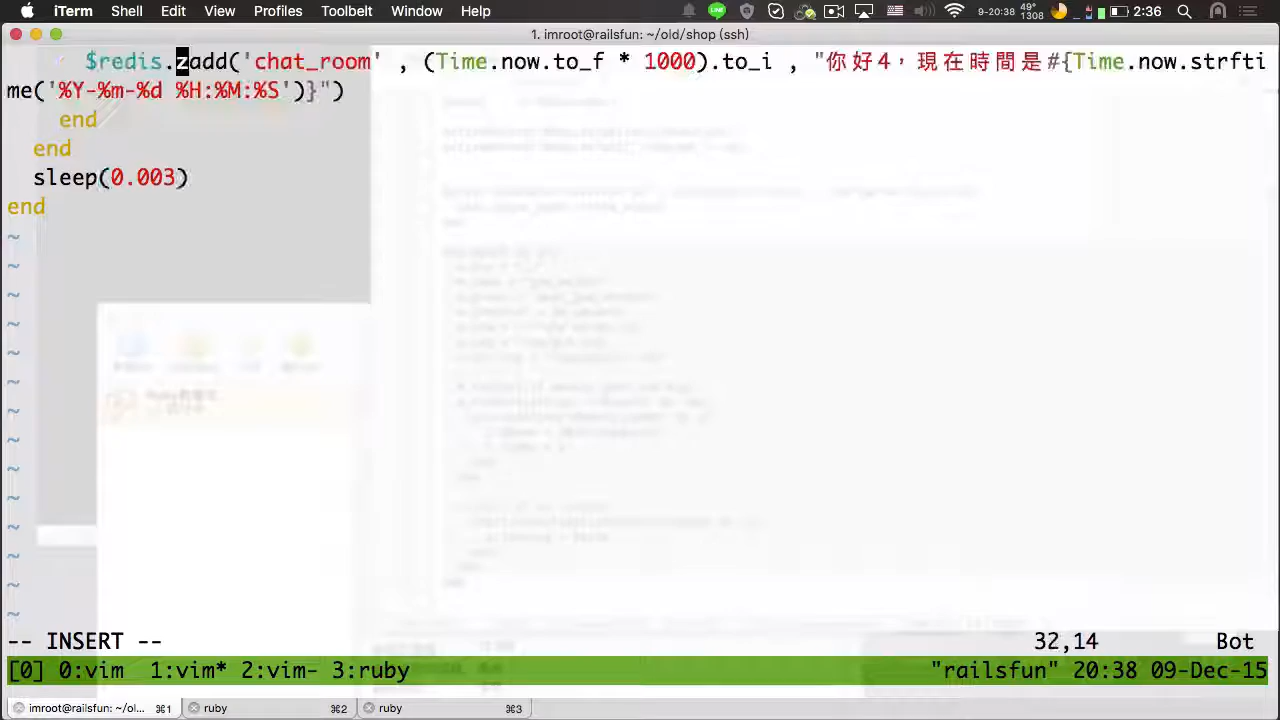 iTerm Shell Edit View Profiles Toolbelt Window Help 9-20:38 49° 1308 2:36
1. imroot@railsfun: ~/old/shop (ssh)
$redis.zadd('chat_room' , (Time.now.to_f * 1000).to_i , "你好4，現在時間是#{Time.now.strfti
me('%Y-%m-%d %H:%M:%S')}")
end
end
sleep(0.003)
end
~
~
~
~
~
~
~
~
~
~
~
~
~
~
-- INSERT -- 32,14 Bot
[0] 0:vim 1:vim* 2:vim- 3:ruby "railsfun" 20:38 09-Dec-15
imroot@railsfun: ~/ol... ⌘1 ruby ⌘2 ruby ⌘3